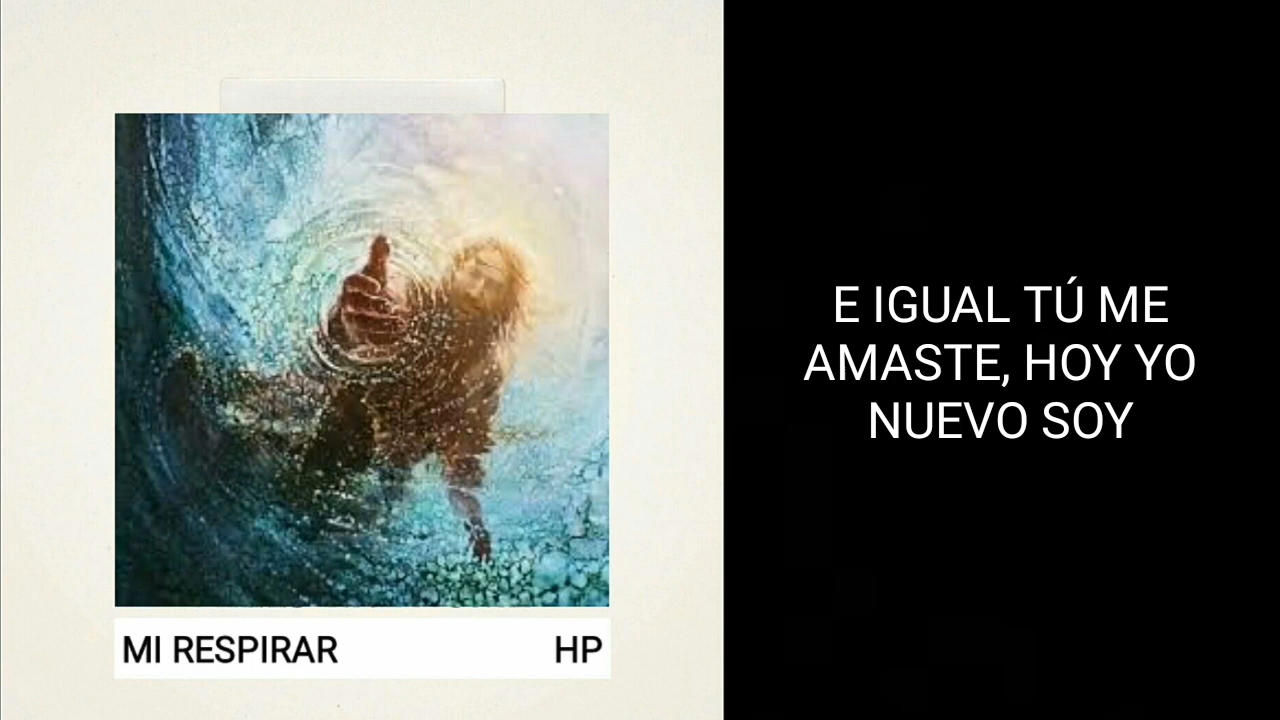 MI RESPIRAR HP
E IGUAL TÚ ME
AMASTE, HOY YO
NUEVO SOY